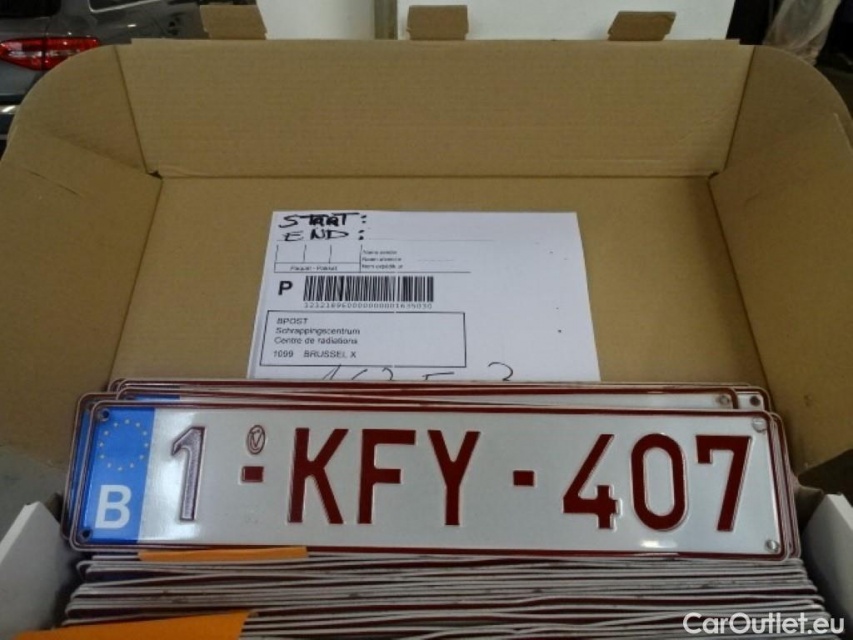 START:
END:
P
BPOST
Schrappingscentrum
Centre de radiations
1099 BRUSSEL X
B
1-KFY-407
CarOutlet.eu